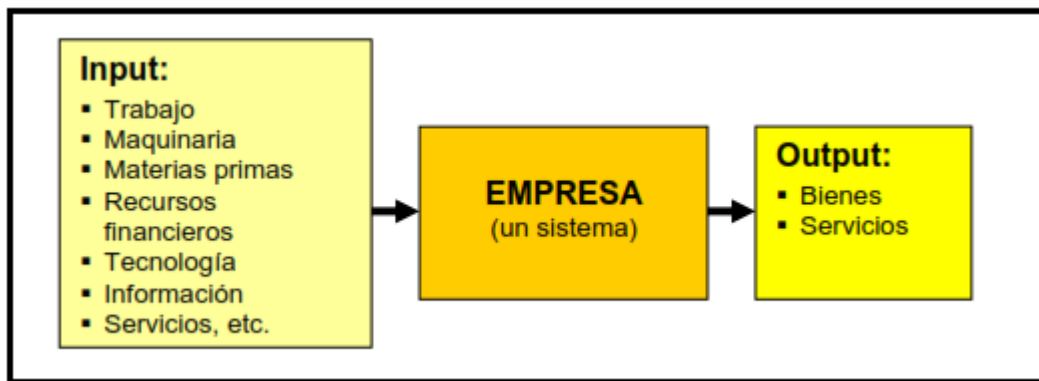 Input:
▪ Trabajo
▪ Maquinaria
▪ Materias primas
▪ Recursos
financieros
▪ Tecnología
▪ Información
▪ Servicios, etc.
EMPRESA
(un sistema)
Output:
▪ Bienes
▪ Servicios